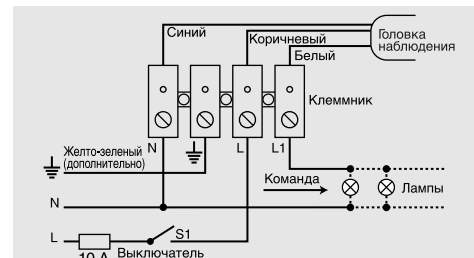 Синий
Коричневый
Белый
Головка
наблюдения
Клеммник
N
L
L1
Желто-зеленый
(дополнительно)
Команда
Лампы
N
L
S1
10 А
Выключатель